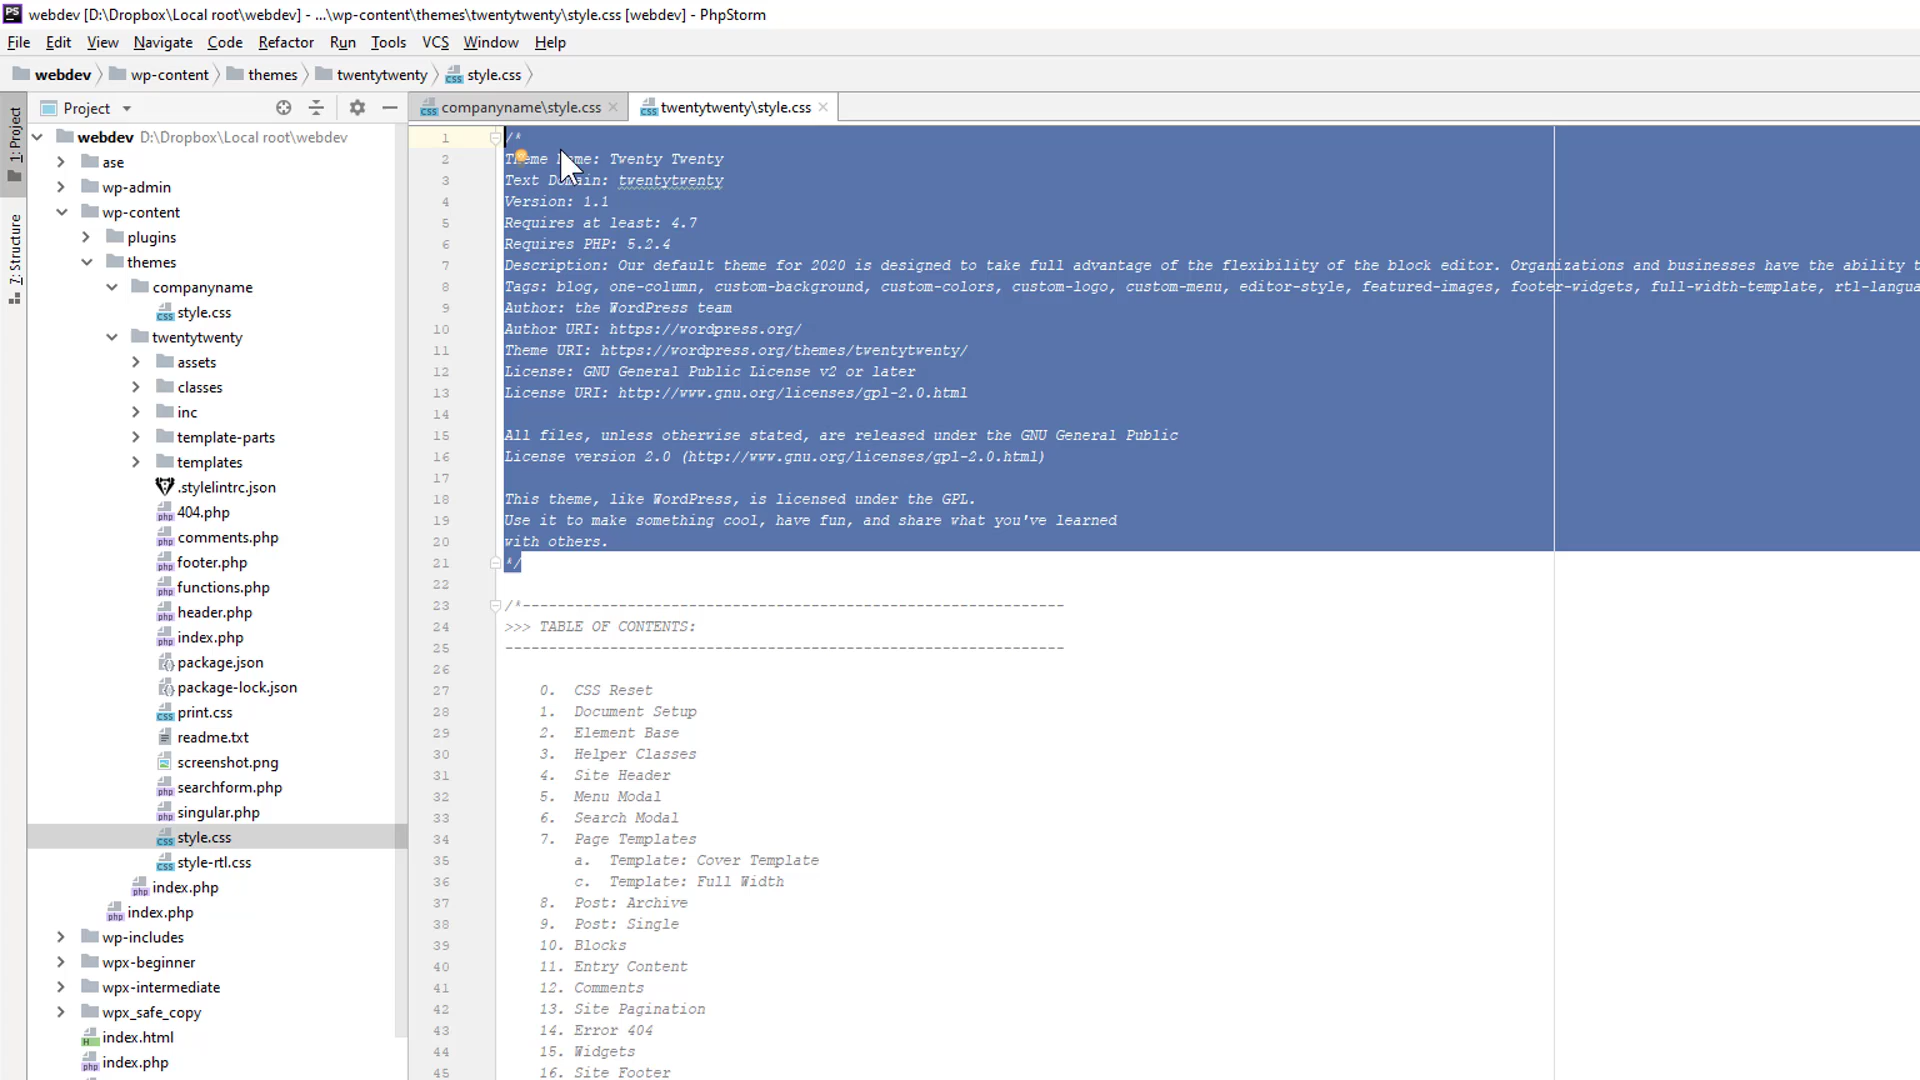 webdev [D:\Dropbox\Local root\webdev] - ...\wp-content\themes\twentytwenty\style.css [webdev] - PhpStorm
File Edit View Navigate Code Refactor Run Tools VCS Window Help
webdev wp-content themes twentytwenty style.css
1: Project
7: Structure
Project
webdev D:\Dropbox\Local root\webdev
ase
wp-admin
wp-content
plugins
themes
companyname
style.css
twentytwenty
assets
classes
inc
template-parts
templates
.stylelintrc.json
404.php
comments.php
footer.php
functions.php
header.php
index.php
package.json
package-lock.json
print.css
readme.txt
screenshot.png
searchform.php
singular.php
style.css
style-rtl.css
index.php
index.php
wp-includes
wpx-beginner
wpx-intermediate
wpx_safe_copy
index.html
index.php
companyname\style.css twentytwenty\style.css
1 /*
2 Theme Name: Twenty Twenty
3 Text Domain: twentytwenty
4 Version: 1.1
5 Requires at least: 4.7
6 Requires PHP: 5.2.4
7 Description: Our default theme for 2020 is designed to take full advantage of the flexibility of the block editor. Organizations and businesses have the ability t
8 Tags: blog, one-column, custom-background, custom-colors, custom-logo, custom-menu, editor-style, featured-images, footer-widgets, full-width-template, rtl-langua
9 Author: the WordPress team
10 Author URI: https://wordpress.org/
11 Theme URI: https://wordpress.org/themes/twentytwenty/
12 License: GNU General Public License v2 or later
13 License URI: http://www.gnu.org/licenses/gpl-2.0.html
14
15 All files, unless otherwise stated, are released under the GNU General Public
16 License version 2.0 (http://www.gnu.org/licenses/gpl-2.0.html)
17
18 This theme, like WordPress, is licensed under the GPL.
19 Use it to make something cool, have fun, and share what you've learned
20 with others.
21 */
22
23 /*--------------------------------------------------------------
24 >>> TABLE OF CONTENTS:
25 ----------------------------------------------------------------
26
27 0. CSS Reset
28 1. Document Setup
29 2. Element Base
30 3. Helper Classes
31 4. Site Header
32 5. Menu Modal
33 6. Search Modal
34 7. Page Templates
35 a. Template: Cover Template
36 c. Template: Full Width
37 8. Post: Archive
38 9. Post: Single
39 10. Blocks
40 11. Entry Content
41 12. Comments
42 13. Site Pagination
43 14. Error 404
44 15. Widgets
45 16. Site Footer